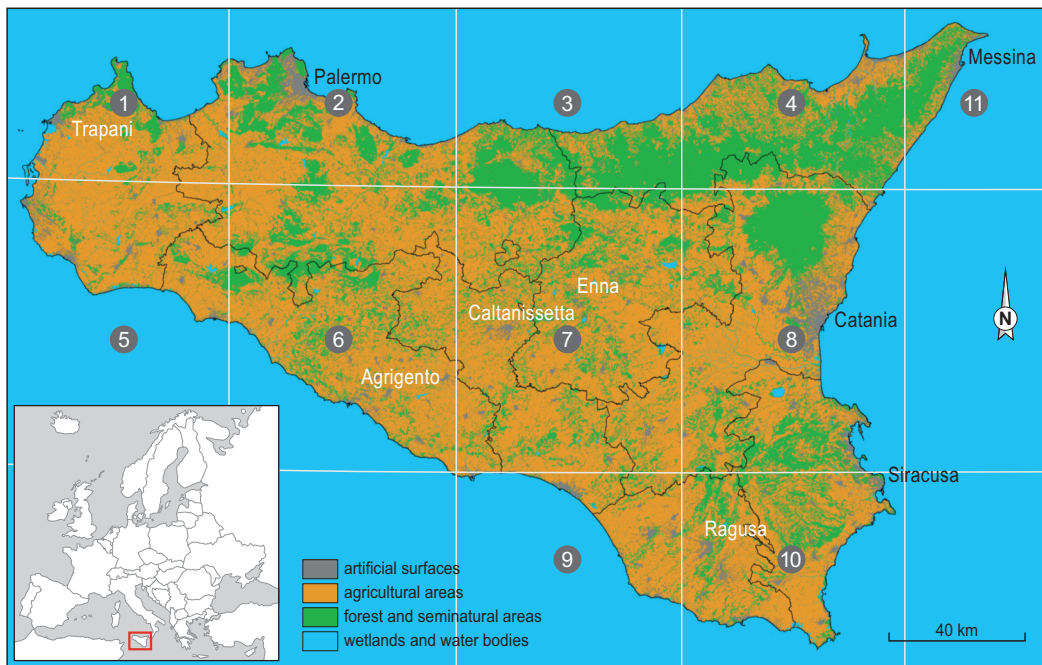 Messina
Palermo
1
2
3
4
11
Trapani
Enna
Caltanissetta
Catania
5
6
7
8
Agrigento
N
Siracusa
Ragusa
9
10
artificial surfaces
agricultural areas
forest and seminatural areas
wetlands and water bodies
40 km